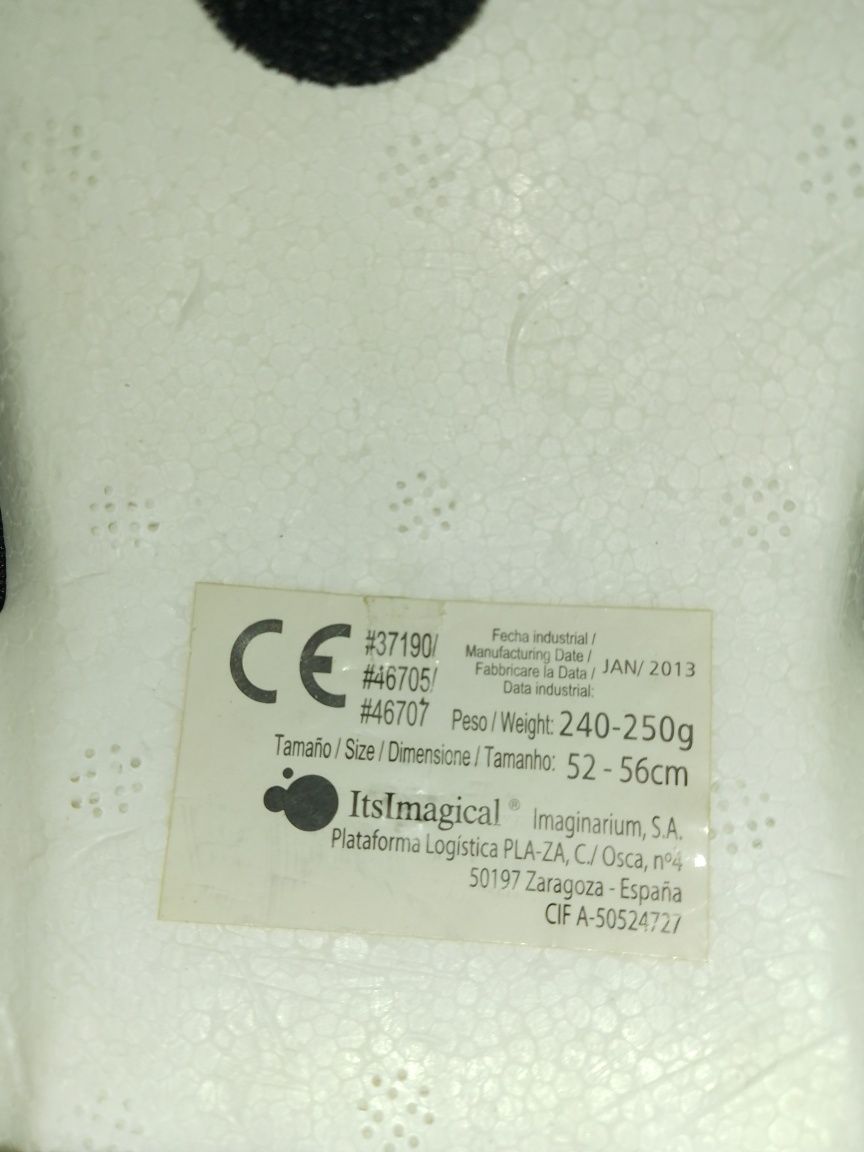 CE
#37190/
#46705/
#46707
Fecha industrial /
Manufacturing Date /
Fabbricare la Data /
Data industrial:
JAN/ 2013
Peso / Weight: 240-250g
Tamaño / Size / Dimensione / Tamanho: 52 - 56cm
ItsImagical® Imaginarium, S.A.
Plataforma Logística PLA-ZA, C./ Osca, nº4
50197 Zaragoza - España
CIF A-50524727